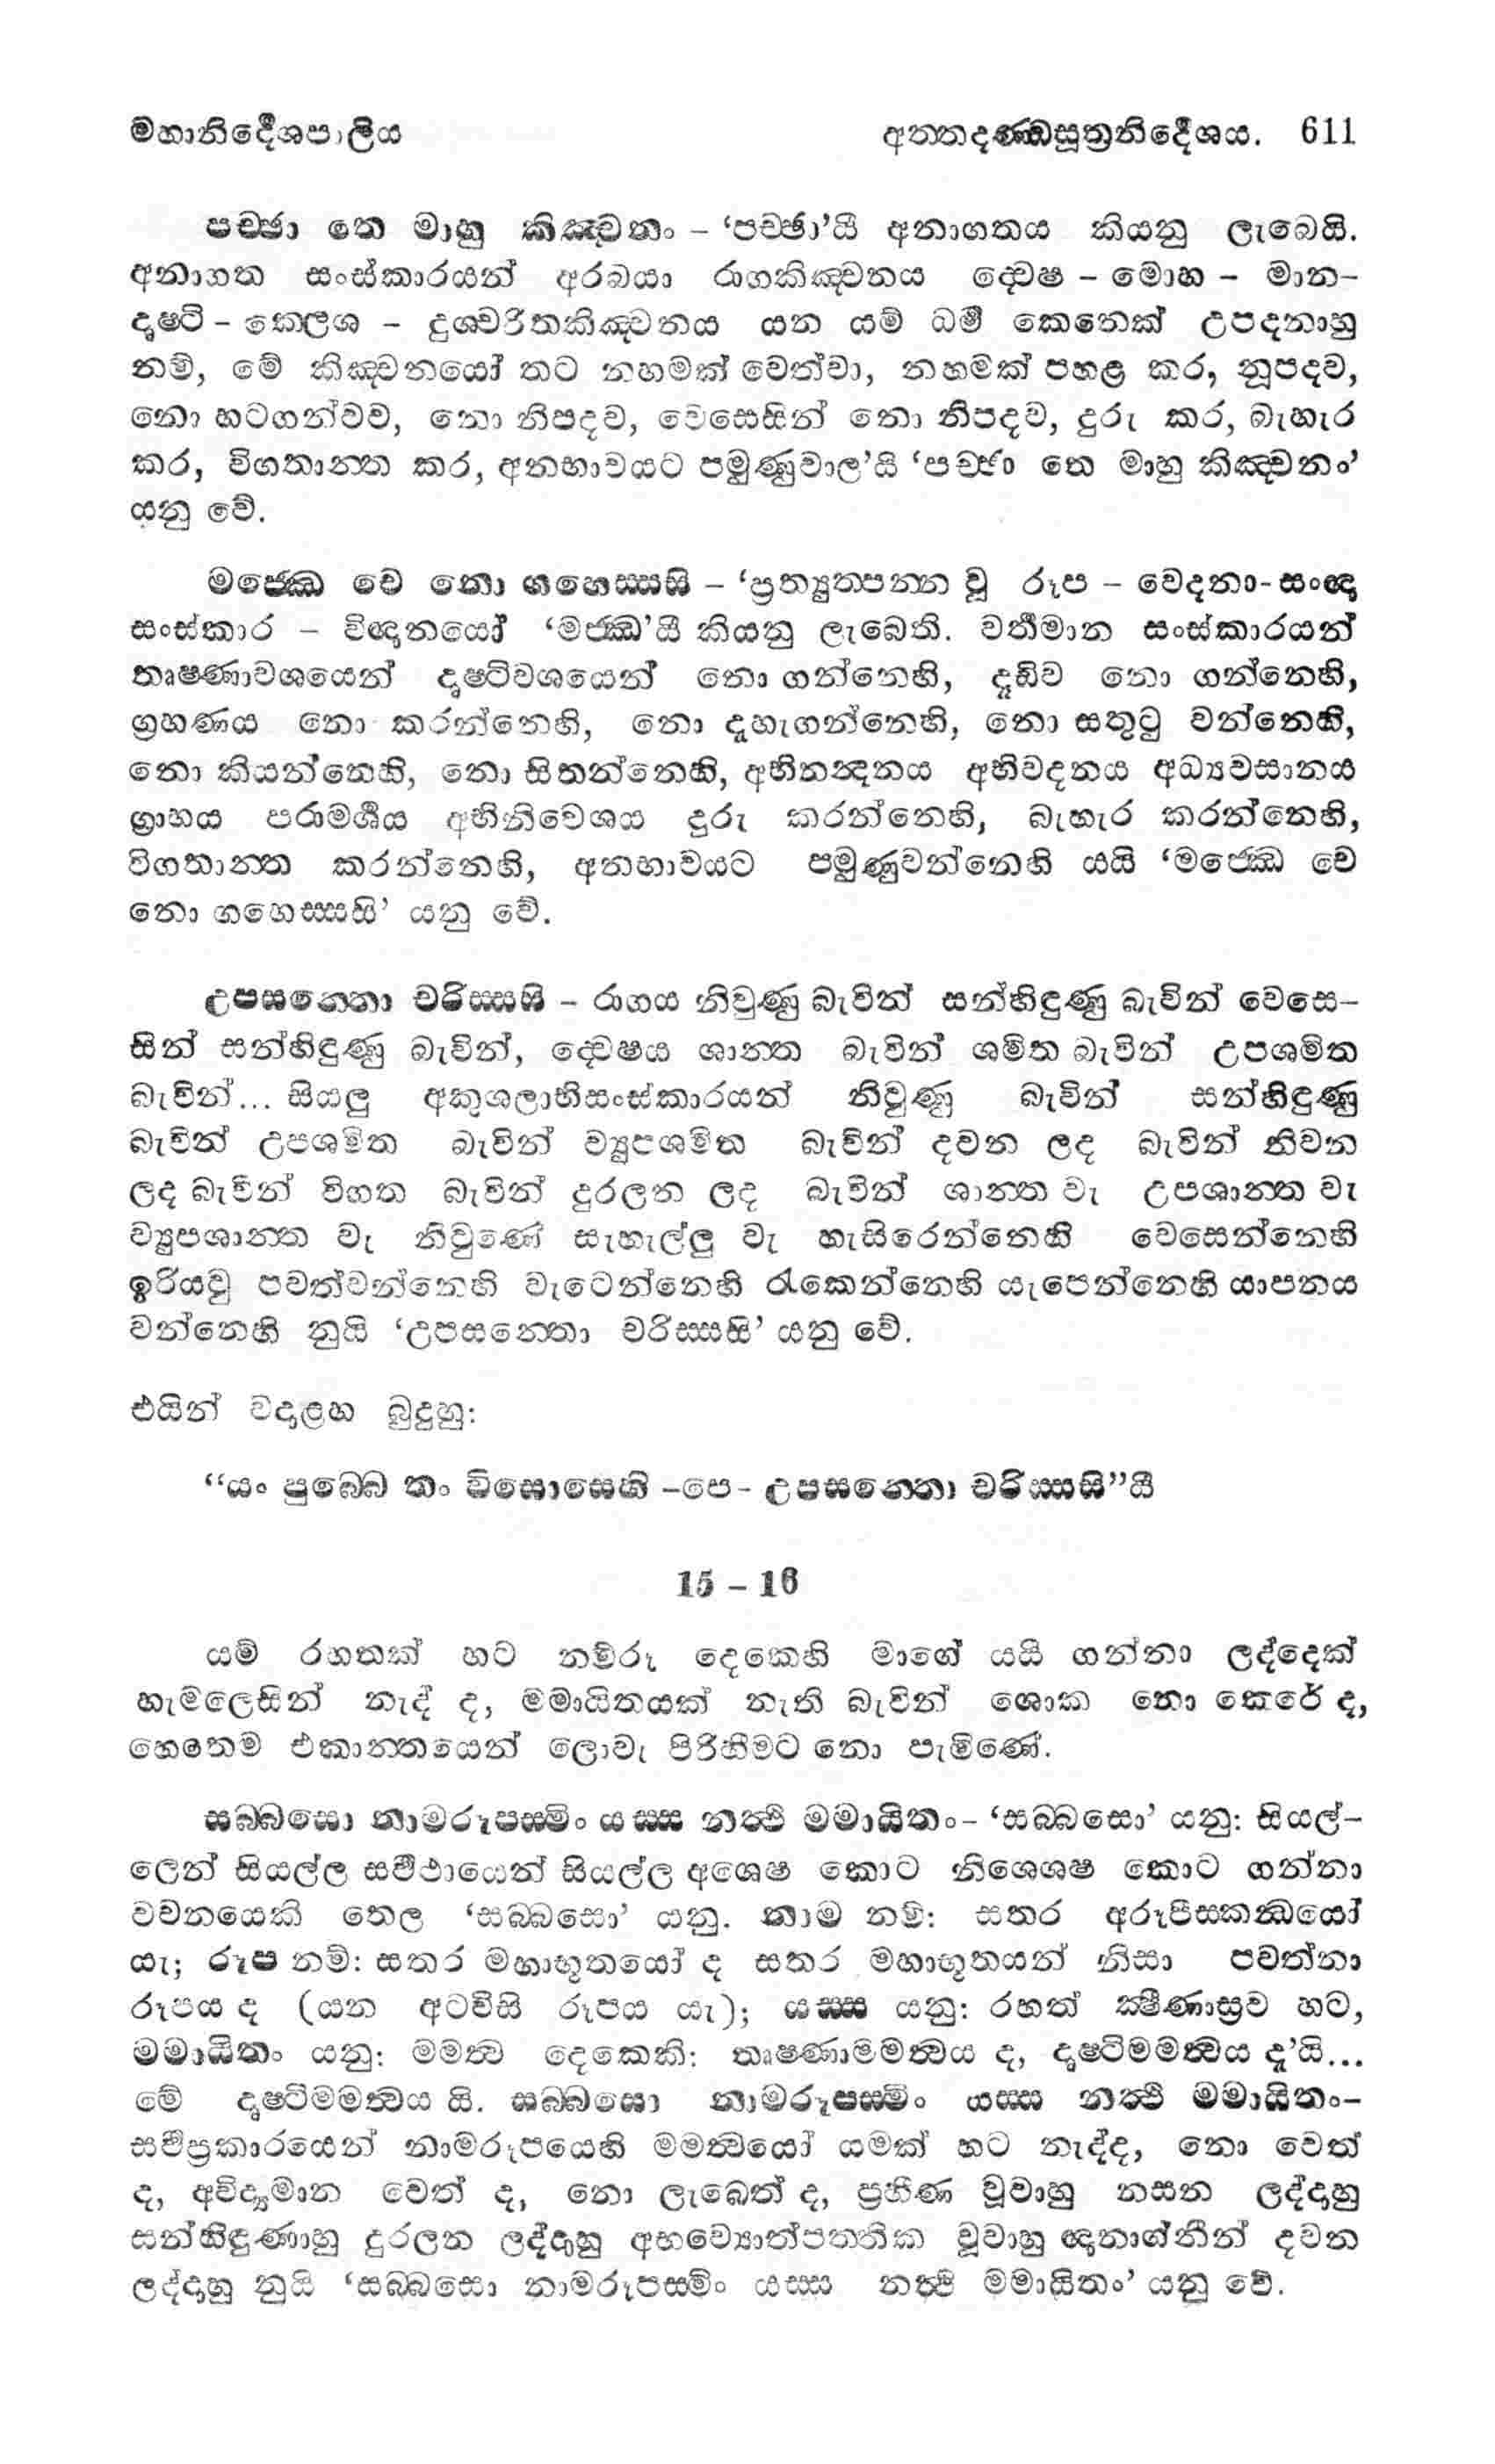 මහානිර්‍දෙශපාලිය අත්තදණ්ඩසූත්‍රනිර්‍දෙශය. 611
පච්ඡා තෙ මාහු කිඤ්චනං – ‘පච්ඡා’යි අනාගතය කියනු ලැබෙයි.
අනාගත සංස්කාරයන් අරබයා රාගකිඤ්චනය ද්වෙෂ – මොහ – මාන–
දෘෂ්ටි – කෙලශ – දුශ්චරිතකිඤ්චනය යන යම් ධර්‍ම කෙනෙක් උපදනාහු
නම්, මේ කිඤ්චනයෝ තට නහමක් වෙත්වා, නහමක් පහළ කර, නූපදව,
නො හටගන්වව, නො නිපදව, වෙසෙසින් නො නිපදව, දුරු කර, බැහැර
කර, විගතාන්ත කර, අනභාවයට පමුණුවාල’යි ‘පච්ඡා තෙ මාහු කිඤ්චනං’
යනු වේ.
මජ්ඣෙ චෙ නො ගහෙස්සසි – ‘ප්‍රත්‍යුත්පන්න වූ රූප – වෙදනා-සංඥා
සංස්කාර – විඥානයෝ ‘මජ්ඣ’යි කියනු ලැබෙති. වර්‍තමාන සංස්කාරයන්
තෘෂ්ණාවශයෙන් දෘෂ්ටිවශයෙන් නො ගන්නෙහි, දෘඪව නො ගන්නෙහි,
ග්‍රහණය නො කරන්නෙහි, නො දැහැගන්නෙහි, නො සතුටු වන්නෙහි,
නො කියන්නෙහි, නො සිතන්නෙහි, අභිනන්දනය අභිවදනය අධ්‍යවසානය
ග්‍රාහය පරාමර්‍ශය අභිනිවෙශය දුරු කරන්නෙහි, බැහැර කරන්නෙහි,
විගතාන්ත කරන්නෙහි, අනභාවයට පමුණුවන්නෙහි යයි ‘මජ්ඣෙ චෙ
නො ගහෙස්සසි’ යනු වේ.
උපසන්තො චරිස්සසි – රාගය නිවුණු බැවින් සන්හිඳුණු බැවින් වෙසෙ–
සින් සන්හිඳුණු බැවින්, ද්වෙෂය ශාන්ත බැවින් ශමිත බැවින් උපශමිත
බැවින්... සියලු අකුශලාභිසංස්කාරයන් නිවුණු බැවින් සන්හිඳුණු
බැවින් උපශමිත බැවින් ව්‍යුපශමිත බැවින් දවන ලද බැවින් නිවන
ලද බැවින් විගත බැවින් දුරලන ලද බැවින් ශාන්ත වැ උපශාන්ත වැ
ව්‍යුපශාන්ත වැ නිවුණේ සැහැල්ලු වැ හැසිරෙන්නෙහි වෙසෙන්නෙහි
ඉරියවු පවත්වන්නෙහි වැටෙන්නෙහි රැකෙන්නෙහි යැපෙන්නෙහි යාපනය
වන්නෙහි නුයි ‘උපසන්තො චරිස්සසි’ යනු වේ.
එයින් වදාළහ බුදුහු:
“යං පුබ්බෙ තං විසොසෙහි –පෙ– උපසන්තො චරිස්සසි”යී
15 – 16
යම් රහතක් හට නම්රූ දෙකෙහි මාගේ යයි ගන්නා ලද්දෙක්
හැමලෙසින් නැද් ද, මමායිතයක් නැති බැවින් ශොක නො කෙරේ ද,
හෙතෙම එකාන්තයෙන් ලොවැ පිරිහීමට නො පැමිණේ.
සබ්බසො නාමරූපස්මිං යස්ස නත්‍ථි මමායිතං– ‘සබ්බසො’ යනු: සියල්–
ලෙන් සියල්ල සර්‍වථායෙන් සියල්ල අශෙෂ කොට නිශෙශෂ කොට ගන්නා
වචනයෙකි තෙල ‘සබ්බසො’ යනු. නාම නම්: සතර අරූපීස්කන්ධයෝ
යැ; රූප නම්: සතර මහාභූතයෝ ද සතර මහාභූතයන් නිසා පවත්නා
රූපය ද (යන අටවිසි රූපය යැ); යස්ස යනු: රහත් ක්ෂීණාස්‍රව හට,
මමායිතං යනු: මමත්‍ව දෙකෙකි: තෘෂ්ණාමමත්‍වය ද, දෘෂ්ටිමමත්‍වය ද’යි...
මේ දෘෂ්ටිමමත්‍වය යි. සබ්බසො නාමරූපස්මිං යස්ස නත්‍ථි මමායිතං–
සර්‍වප්‍රකාරයෙන් නාමරූපයෙහි මමත්‍වයෝ යමක් හට නැද්ද, නො වෙත්
ද, අවිද්‍යමාන වෙත් ද, නො ලැබෙත් ද, ප්‍රහීණ වූවාහු නසන ලද්දාහු
සන්හිඳුණාහු දුරලන ලද්දාහු අභව්‍යොත්පත්තික වූවාහු ඥානාග්නීන් දවන
ලද්දාහු නුයි ‘සබ්බසො නාමරූපස්මිං යස්ස නත්‍ථි මමායිතං’ යනු වේ.